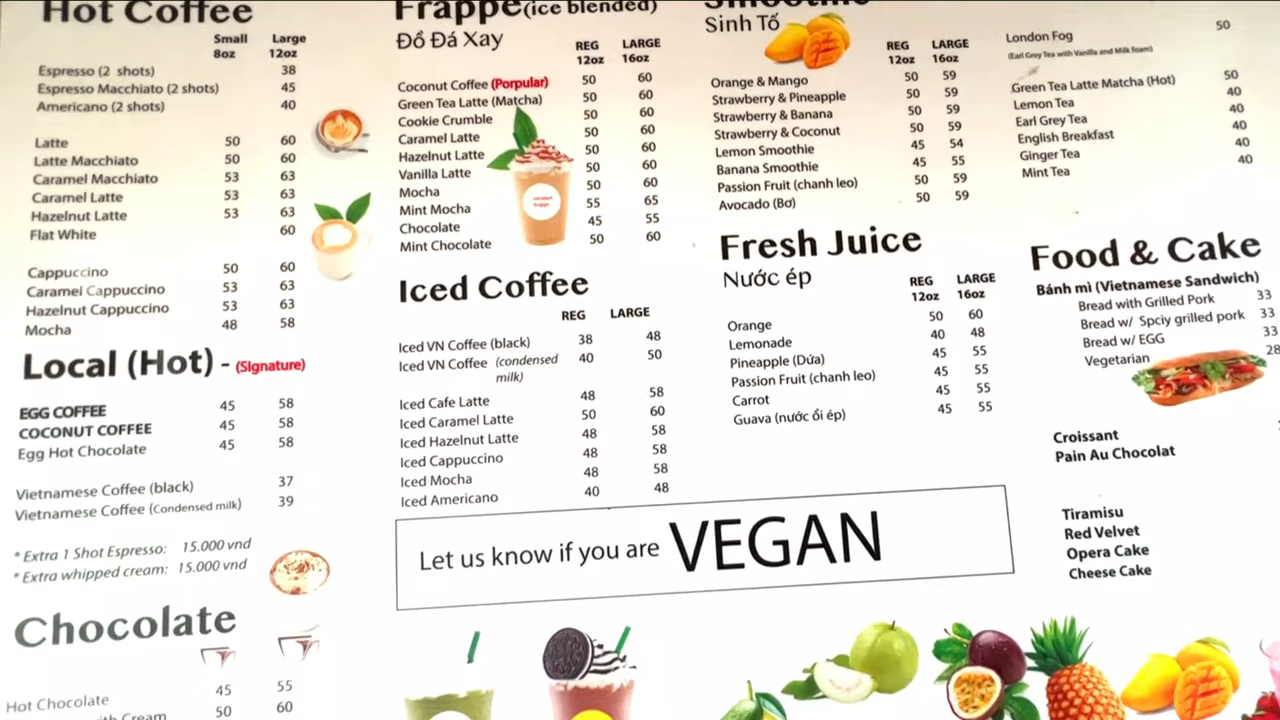 Hot Coffee
Small Large
8oz 12oz
Espresso (2 shots) 38
Espresso Macchiato (2 shots) 45
Americano (2 shots) 40
Latte 50 60
Latte Macchiato 50 60
Caramel Macchiato 53 63
Caramel Latte 53 63
Hazelnut Latte 53 63
Flat White 60
Cappuccino 50 60
Caramel Cappuccino 53 63
Hazelnut Cappuccino 53 63
Mocha 48 58
Local (Hot) - (Signature)
EGG COFFEE 45 58
COCONUT COFFEE 45 58
Egg Hot Chocolate 45 58
Vietnamese Coffee (black) 37
Vietnamese Coffee (Condensed milk) 39
* Extra 1 Shot Espresso: 15.000 vnd
* Extra whipped cream: 15.000 vnd
Chocolate
Hot Chocolate 45 55
with Cream 50 60
Frappe (ice blended)
Đồ Đá Xay
REG LARGE
12oz 16oz
Coconut Coffee (Porpular) 50 60
Green Tea Latte (Matcha) 50 60
Cookie Crumble 50 60
Caramel Latte 50 60
Hazelnut Latte 50 60
Vanilla Latte 50 60
Mocha 50 60
Mint Mocha 55 65
Chocolate 45 55
Mint Chocolate 50 60
Iced Coffee
REG LARGE
Iced VN Coffee (black) 38 48
Iced VN Coffee (condensed 40 50
milk)
Iced Cafe Latte 48 58
Iced Caramel Latte 50 60
Iced Hazelnut Latte 48 58
Iced Cappuccino 48 58
Iced Mocha 48 58
Iced Americano 40 48
Let us know if you are VEGAN
Smoothie
Sinh Tố
REG LARGE
12oz 16oz
Orange & Mango 50 59
Strawberry & Pineapple 50 59
Strawberry & Banana 50 59
Strawberry & Coconut 50 59
Lemon Smoothie 45 54
Banana Smoothie 45 55
Passion Fruit (chanh leo) 50 59
Avocado (Bơ) 50 59
Fresh Juice
Nước ép
REG LARGE
12oz 16oz
Orange 50 60
Lemonade 40 48
Pineapple (Dứa) 45 55
Passion Fruit (chanh leo) 45 55
Carrot 45 55
Guava (nước ổi ép) 45 55
London Fog 50
(Earl Grey Tea with Vanilla and Milk foam)
Green Tea Latte Matcha (Hot) 50
Lemon Tea 40
Earl Grey Tea 40
English Breakfast 40
Ginger Tea 40
Mint Tea 40
Food & Cake
Bánh mì (Vietnamese Sandwich)
Bread with Grilled Pork 33
Bread w/ Spciy grilled pork 33
Bread w/ EGG 33
Vegetarian 28
Croissant
Pain Au Chocolat
Tiramisu
Red Velvet
Opera Cake
Cheese Cake